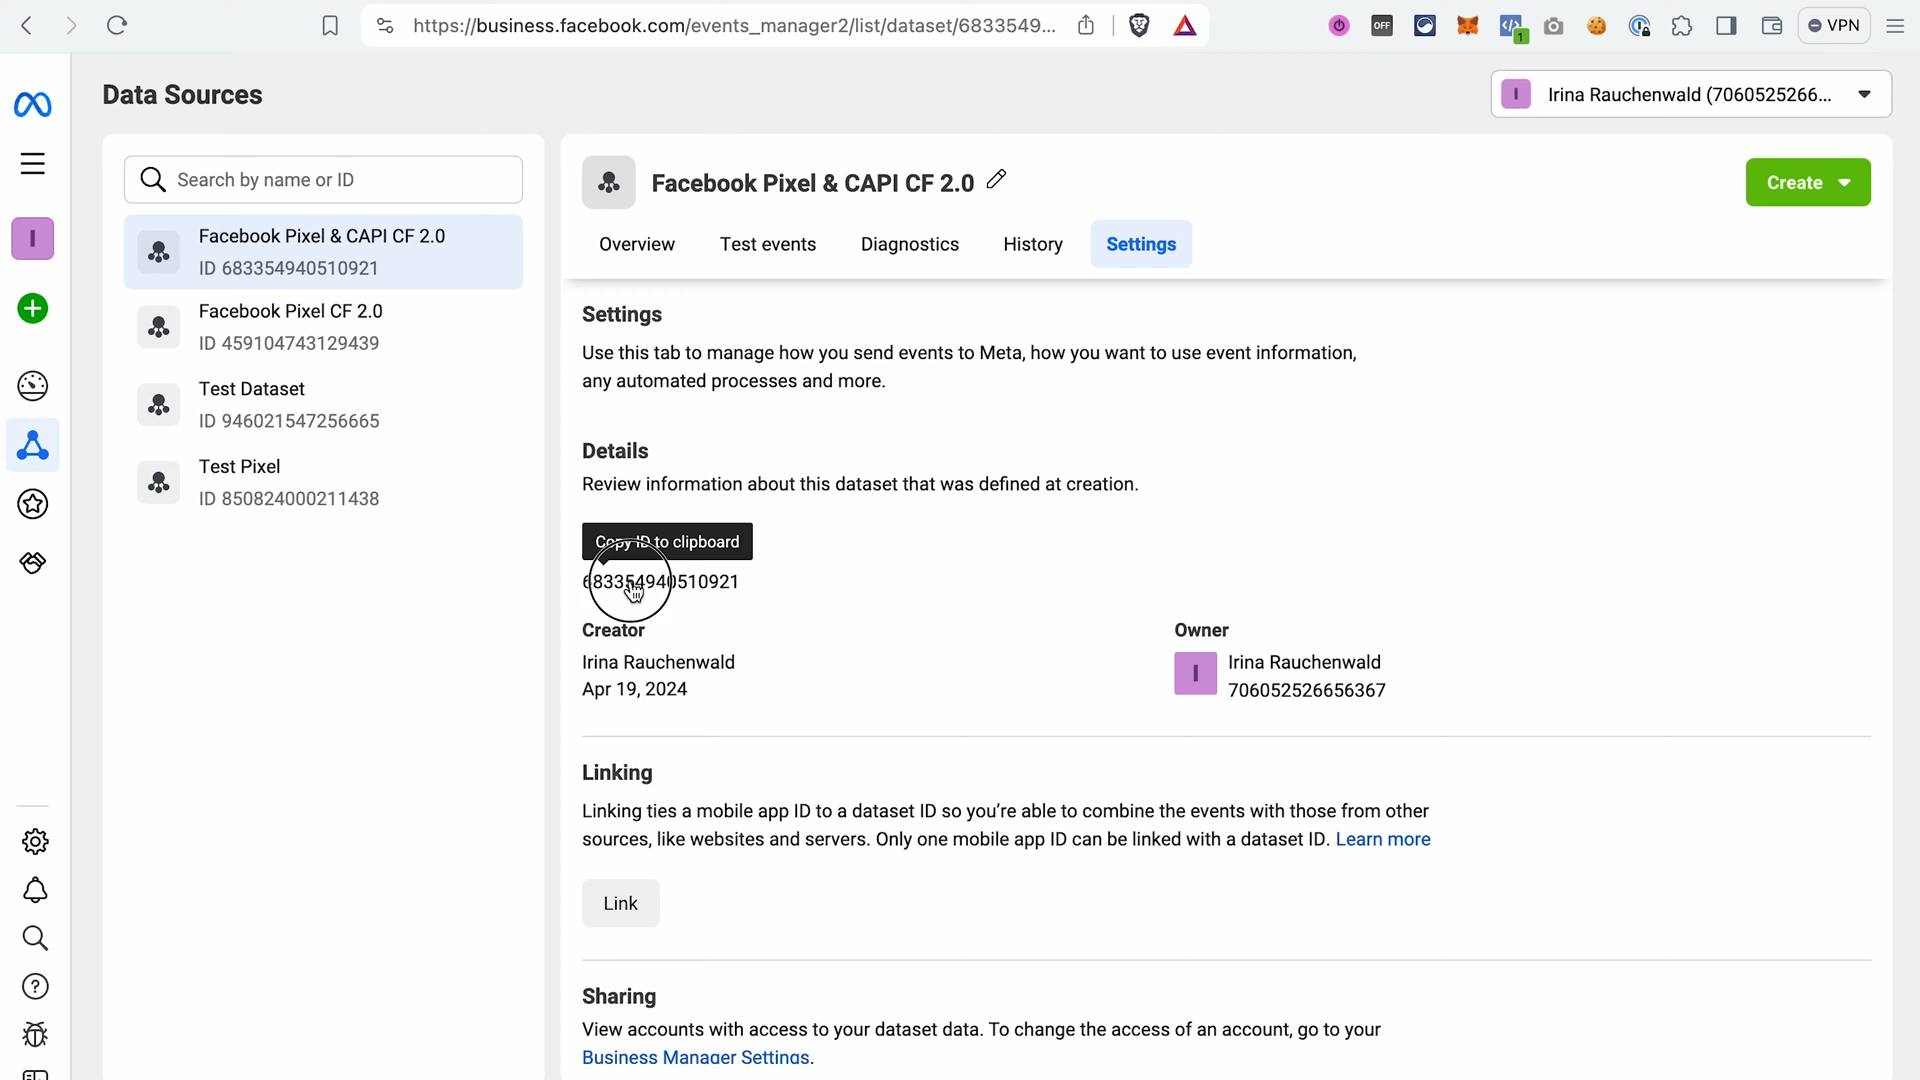 https://business.facebook.com/events_manager2/list/dataset/6833549...
OFF
1
VPN
Data Sources
I
Irina Rauchenwald (7060525266...
Search by name or ID
Facebook Pixel & CAPI CF 2.0
ID 683354940510921
Facebook Pixel CF 2.0
ID 459104743129439
Test Dataset
ID 946021547256665
Test Pixel
ID 850824000211438
I
Facebook Pixel & CAPI CF 2.0
Create
Overview
Test events
Diagnostics
History
Settings
Settings
Use this tab to manage how you send events to Meta, how you want to use event information,
any automated processes and more.
Details
Review information about this dataset that was defined at creation.
Copy ID to clipboard
683354940510921
Creator
Irina Rauchenwald
Apr 19, 2024
Owner
I
Irina Rauchenwald
706052526656367
Linking
Linking ties a mobile app ID to a dataset ID so you’re able to combine the events with those from other
sources, like websites and servers. Only one mobile app ID can be linked with a dataset ID. Learn more
Link
Sharing
View accounts with access to your dataset data. To change the access of an account, go to your
Business Manager Settings.